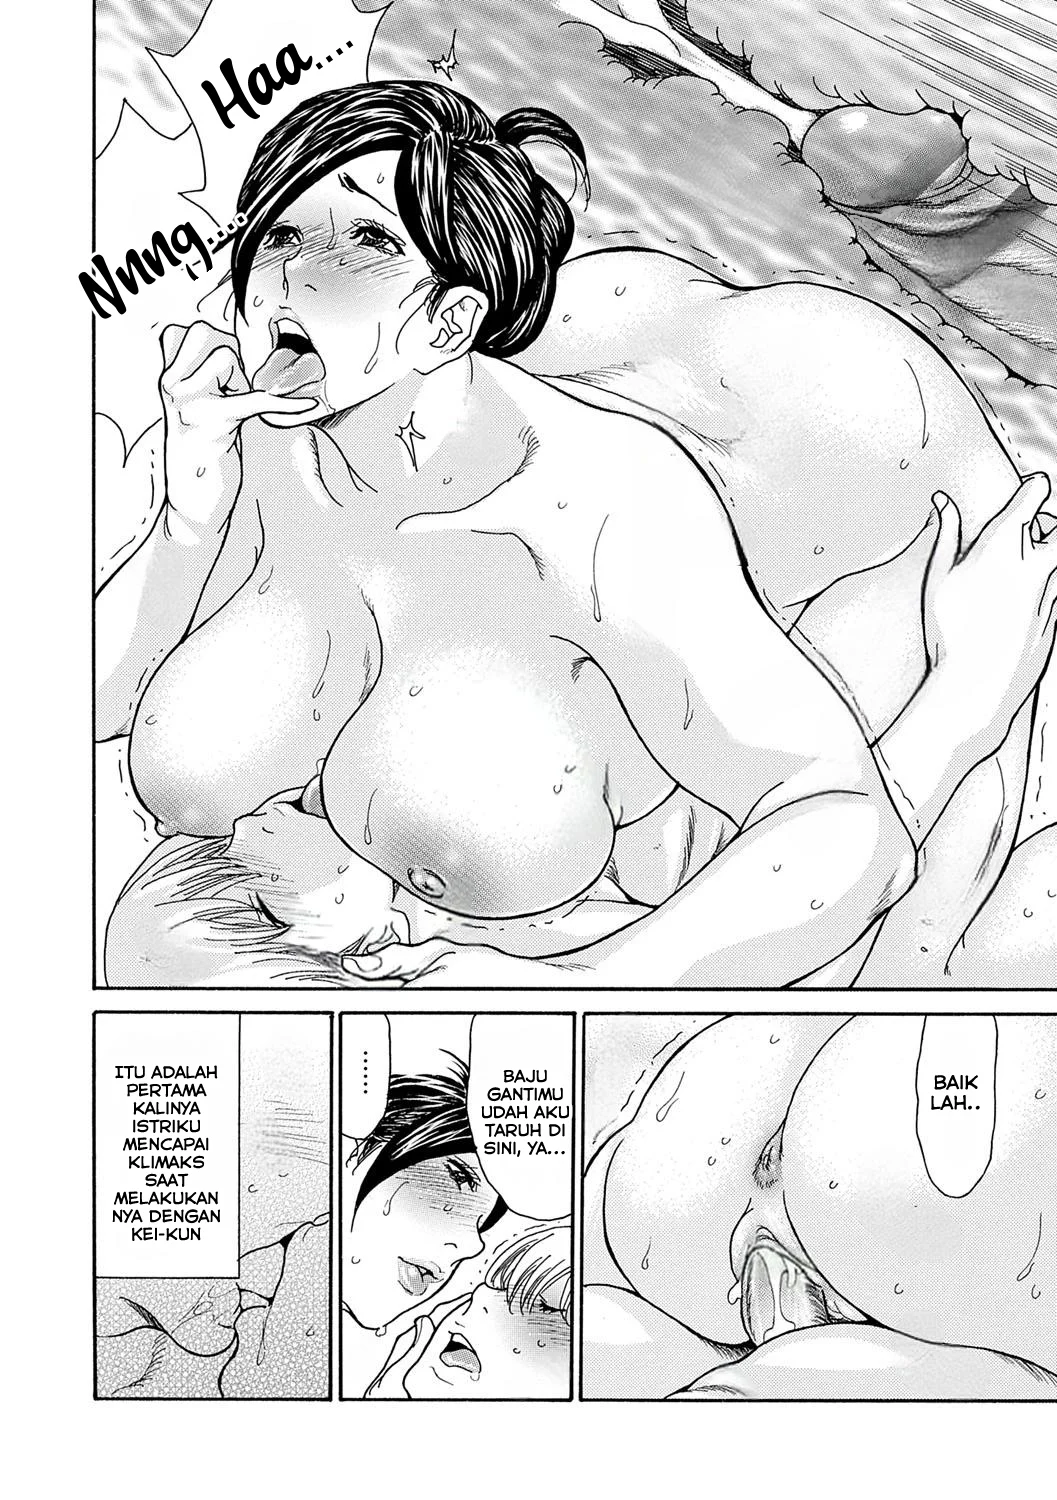 Haa....
Nnng....
BAIK
LAH..
BAJU
GANTIMU
UDAH AKU
TARUH DI
SINI, YA...
........
ITU ADALAH
PERTAMA
KALINYA
ISTRIKU
MENCAPAI
KLIMAKS
SAAT
MELAKUKAN
NYA DENGAN
KEI-KUN